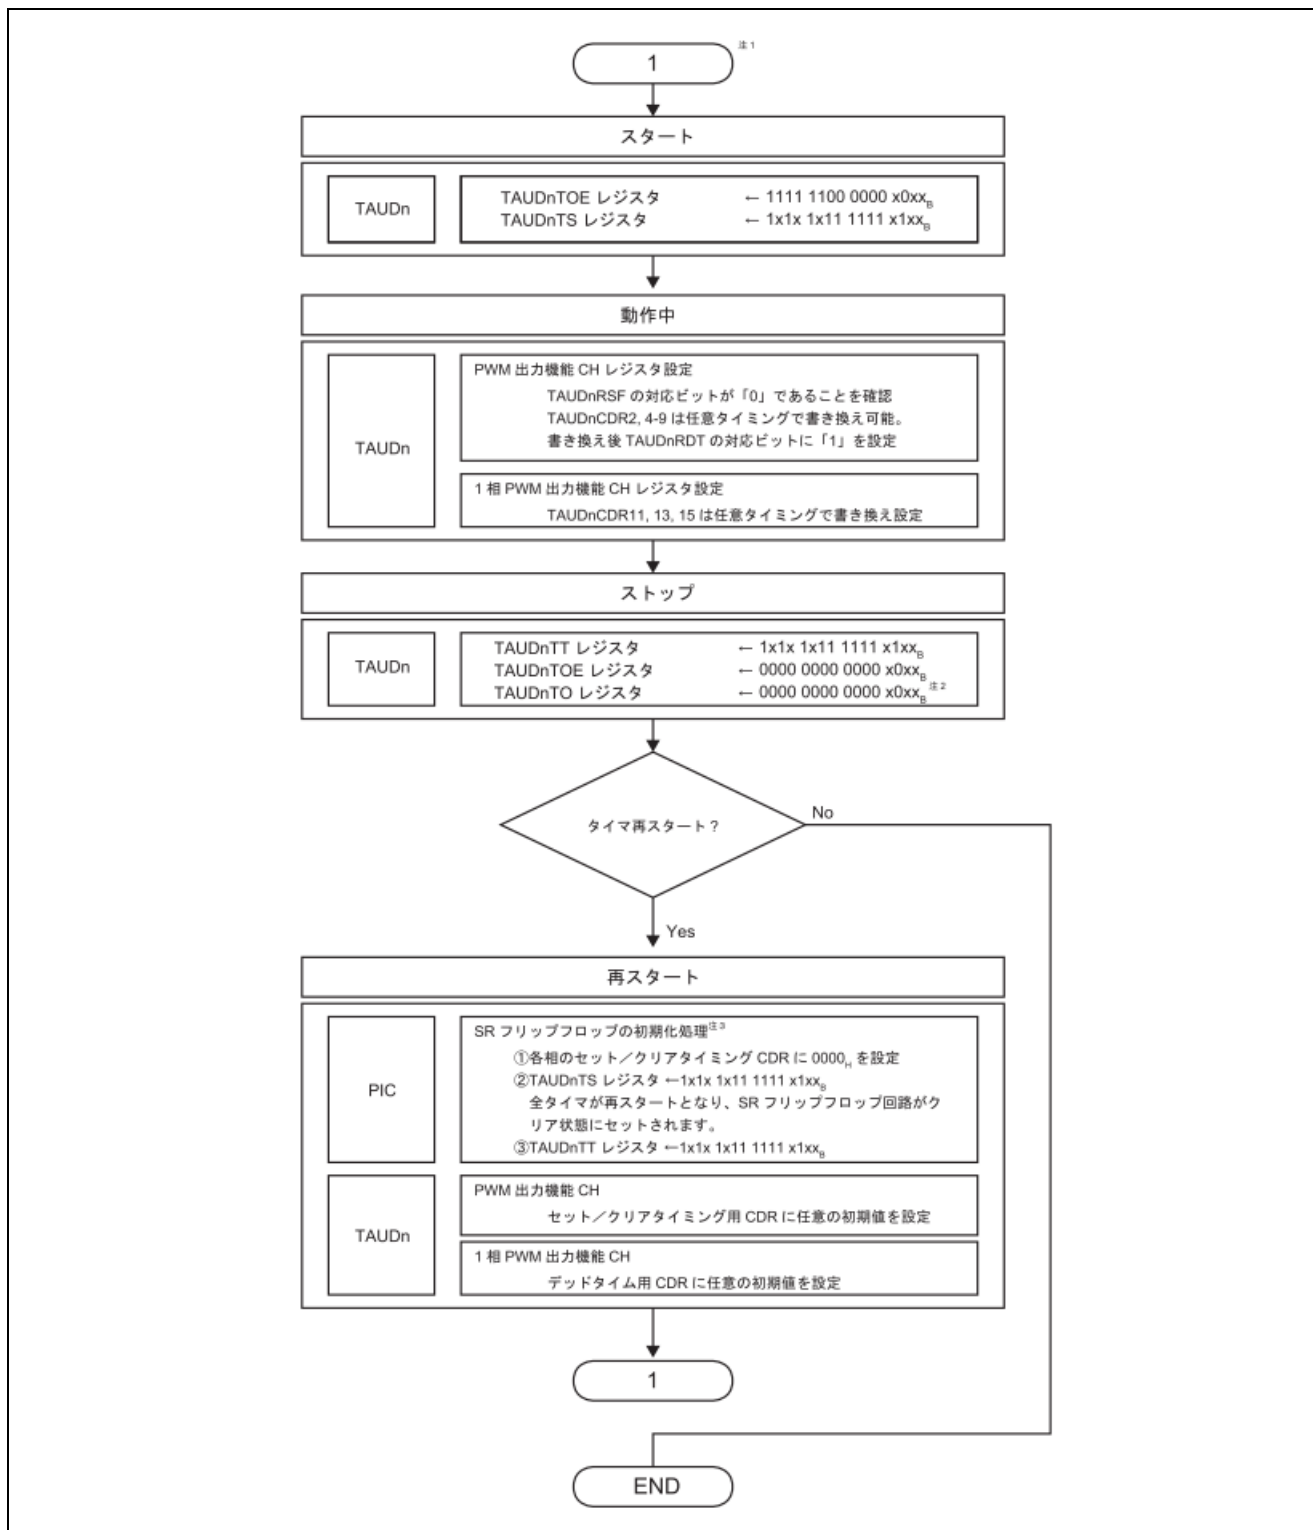 1 注1
スタート
TAUDn
TAUDnTOE レジスタ ← 1111 1100 0000 x0xxB
TAUDnTS レジスタ ← 1x1x 1x11 1111 x1xxB
動作中
TAUDn
PWM 出力機能 CH レジスタ設定
TAUDnRSF の対応ビットが「0」であることを確認
TAUDnCDR2, 4-9 は任意タイミングで書き換え可能。
書き換え後 TAUDnRDT の対応ビットに「1」を設定
1 相 PWM 出力機能 CH レジスタ設定
TAUDnCDR11, 13, 15 は任意タイミングで書き換え設定
ストップ
TAUDn
TAUDnTT レジスタ ← 1x1x 1x11 1111 x1xxB
TAUDnTOE レジスタ ← 0000 0000 0000 x0xxB
TAUDnTO レジスタ ← 0000 0000 0000 x0xxB 注2
タイマ再スタート?
No
Yes
再スタート
PIC
SR フリップフロップの初期化処理注3
①各相のセット/クリアタイミング CDR に 0000H を設定
②TAUDnTS レジスタ ←1x1x 1x11 1111 x1xxB
全タイマが再スタートとなり、SR フリップフロップ回路がク
リア状態にセットされます。
③TAUDnTT レジスタ ←1x1x 1x11 1111 x1xxB
TAUDn
PWM 出力機能 CH
セット/クリアタイミング用 CDR に任意の初期値を設定
1 相 PWM 出力機能 CH
デッドタイム用 CDR に任意の初期値を設定
1
END